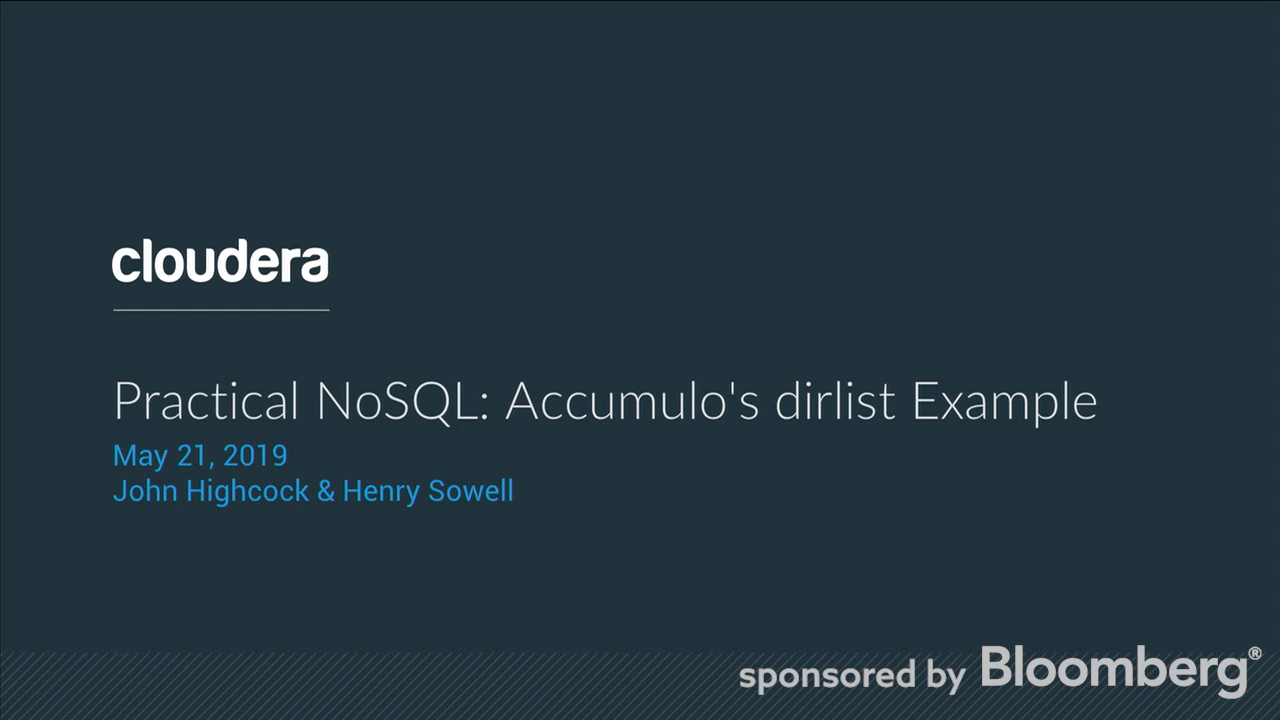 cloudera
Practical NoSQL: Accumulo's dirlist Example
May 21, 2019
John Highcock & Henry Sowell
sponsored by Bloomberg®